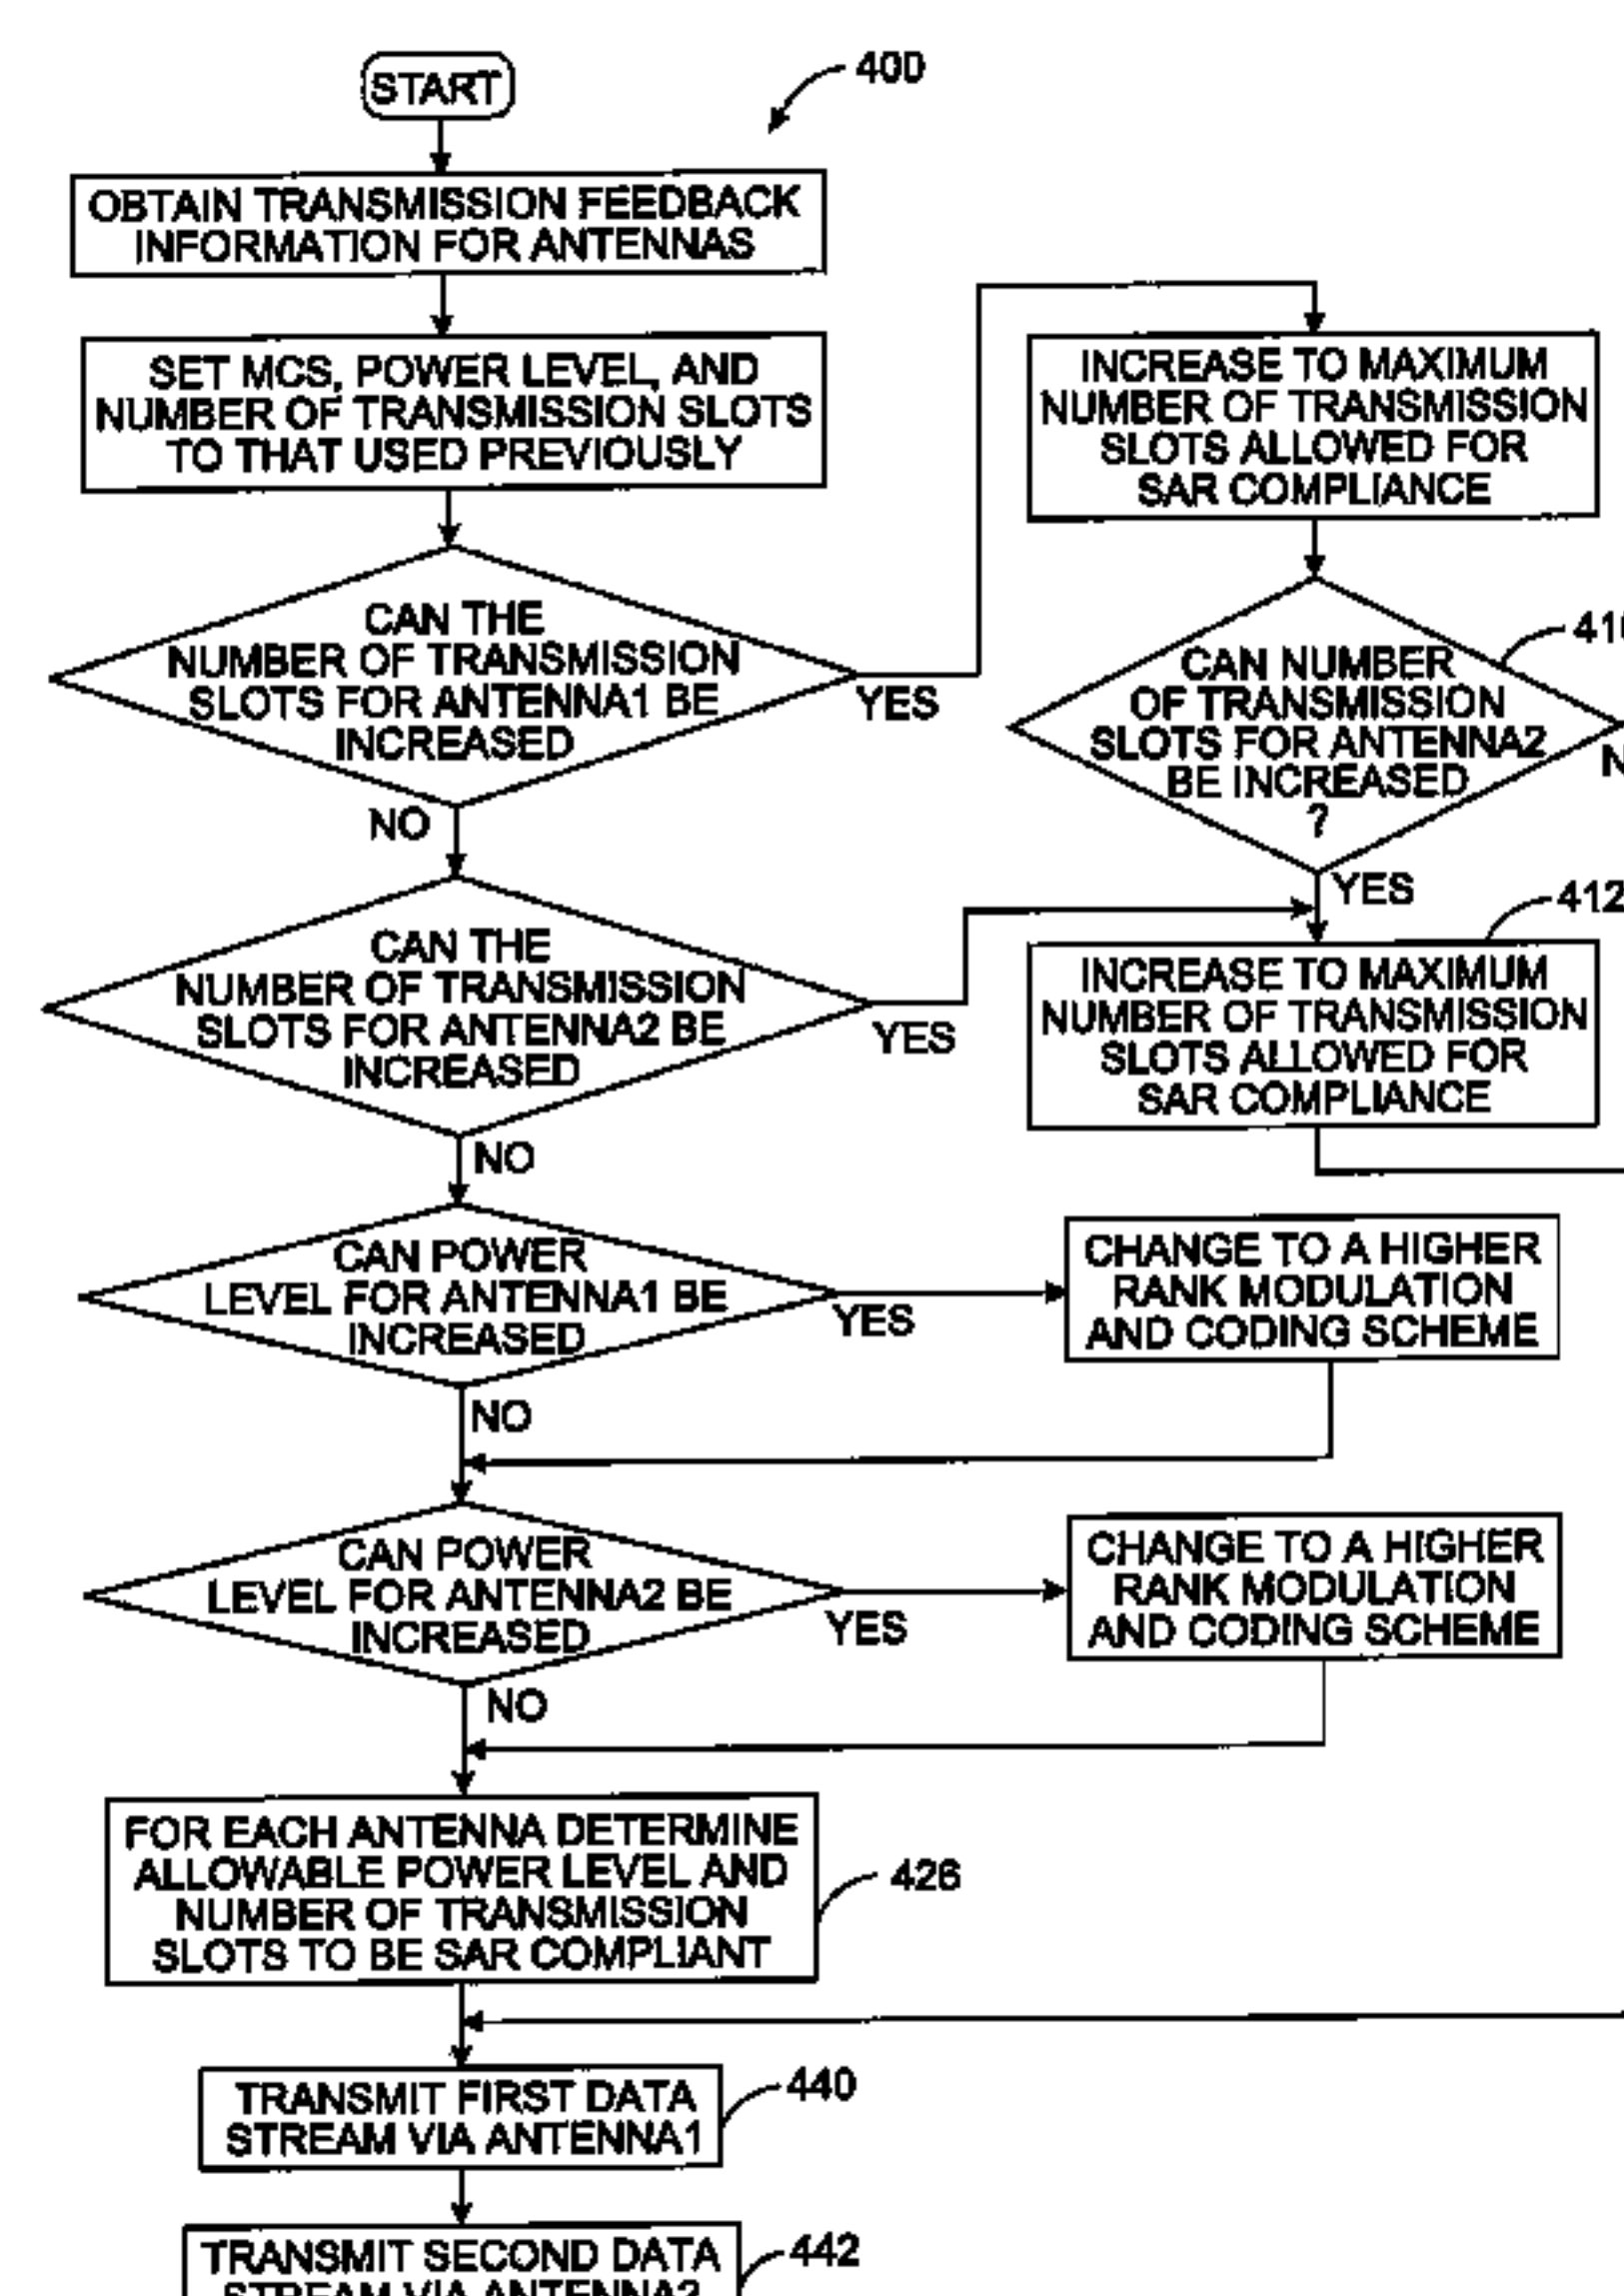 START
400
OBTAIN TRANSMISSION FEEDBACK
INFORMATION FOR ANTENNAS
SET MCS, POWER LEVEL, AND
NUMBER OF TRANSMISSION SLOTS
TO THAT USED PREVIOUSLY
CAN THE
NUMBER OF TRANSMISSION
SLOTS FOR ANTENNA1 BE
INCREASED
YES
NO
INCREASE TO MAXIMUM
NUMBER OF TRANSMISSION
SLOTS ALLOWED FOR
SAR COMPLIANCE
CAN NUMBER
OF TRANSMISSION
SLOTS FOR ANTENNA2
BE INCREASED
?
YES
CAN THE
NUMBER OF TRANSMISSION
SLOTS FOR ANTENNA2 BE
INCREASED
YES
NO
412
INCREASE TO MAXIMUM
NUMBER OF TRANSMISSION
SLOTS ALLOWED FOR
SAR COMPLIANCE
CAN POWER
LEVEL FOR ANTENNA1 BE
INCREASED
YES
NO
CHANGE TO A HIGHER
RANK MODULATION
AND CODING SCHEME
CAN POWER
LEVEL FOR ANTENNA2 BE
INCREASED
YES
NO
CHANGE TO A HIGHER
RANK MODULATION
AND CODING SCHEME
FOR EACH ANTENNA DETERMINE
ALLOWABLE POWER LEVEL AND
NUMBER OF TRANSMISSION
SLOTS TO BE SAR COMPLIANT
426
TRANSMIT FIRST DATA
STREAM VIA ANTENNA1
440
TRANSMIT SECOND DATA
STREAM VIA ANTENNA2
442